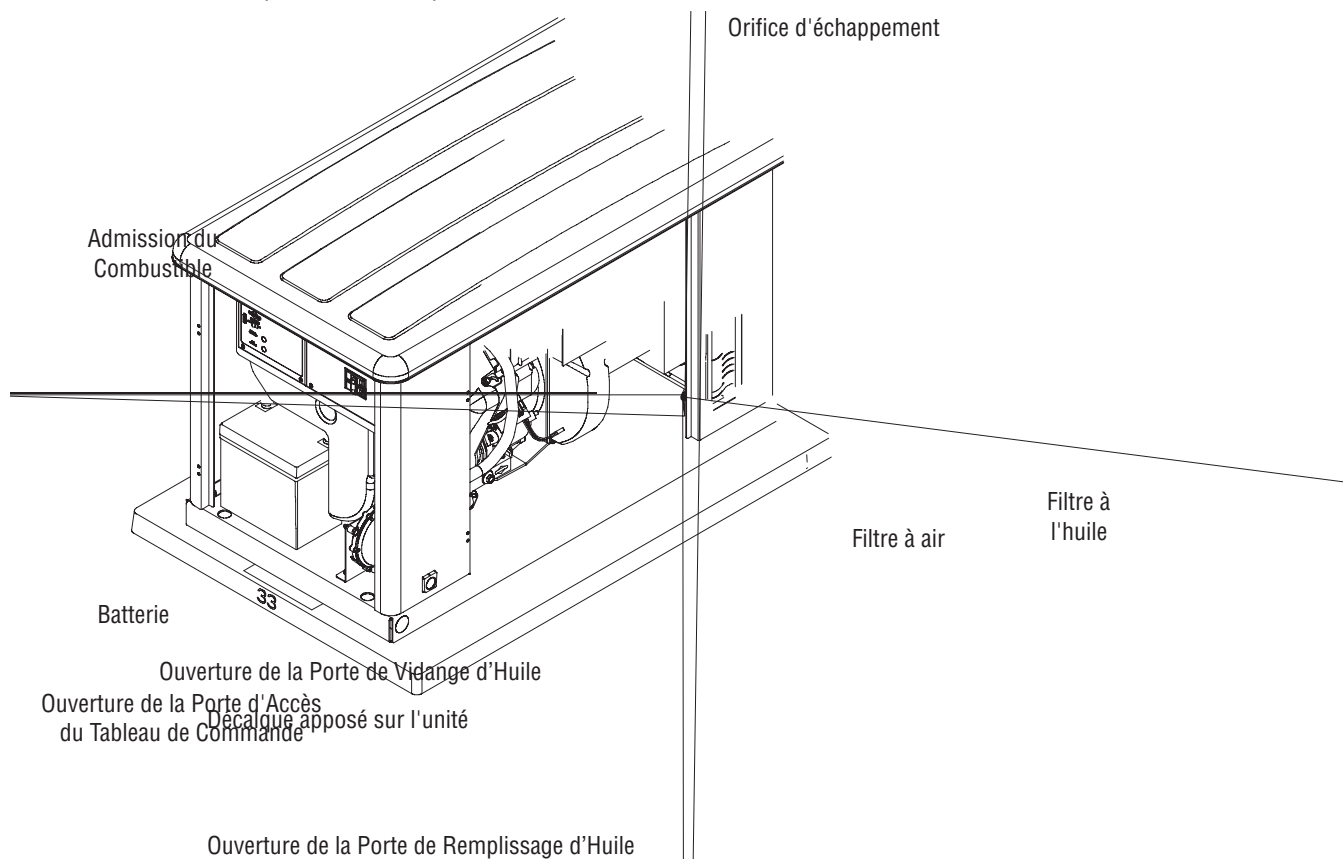 Orifice d'échappement
Admission du
Combustible
Filtre à
l'huile
Filtre à air
33
Batterie
Ouverture de la Porte de Vidange d’Huile
Ouverture de la Porte d'Accès
du Tableau de Commande
Décalque apposé sur l'unité
Ouverture de la Porte de Remplissage d’Huile